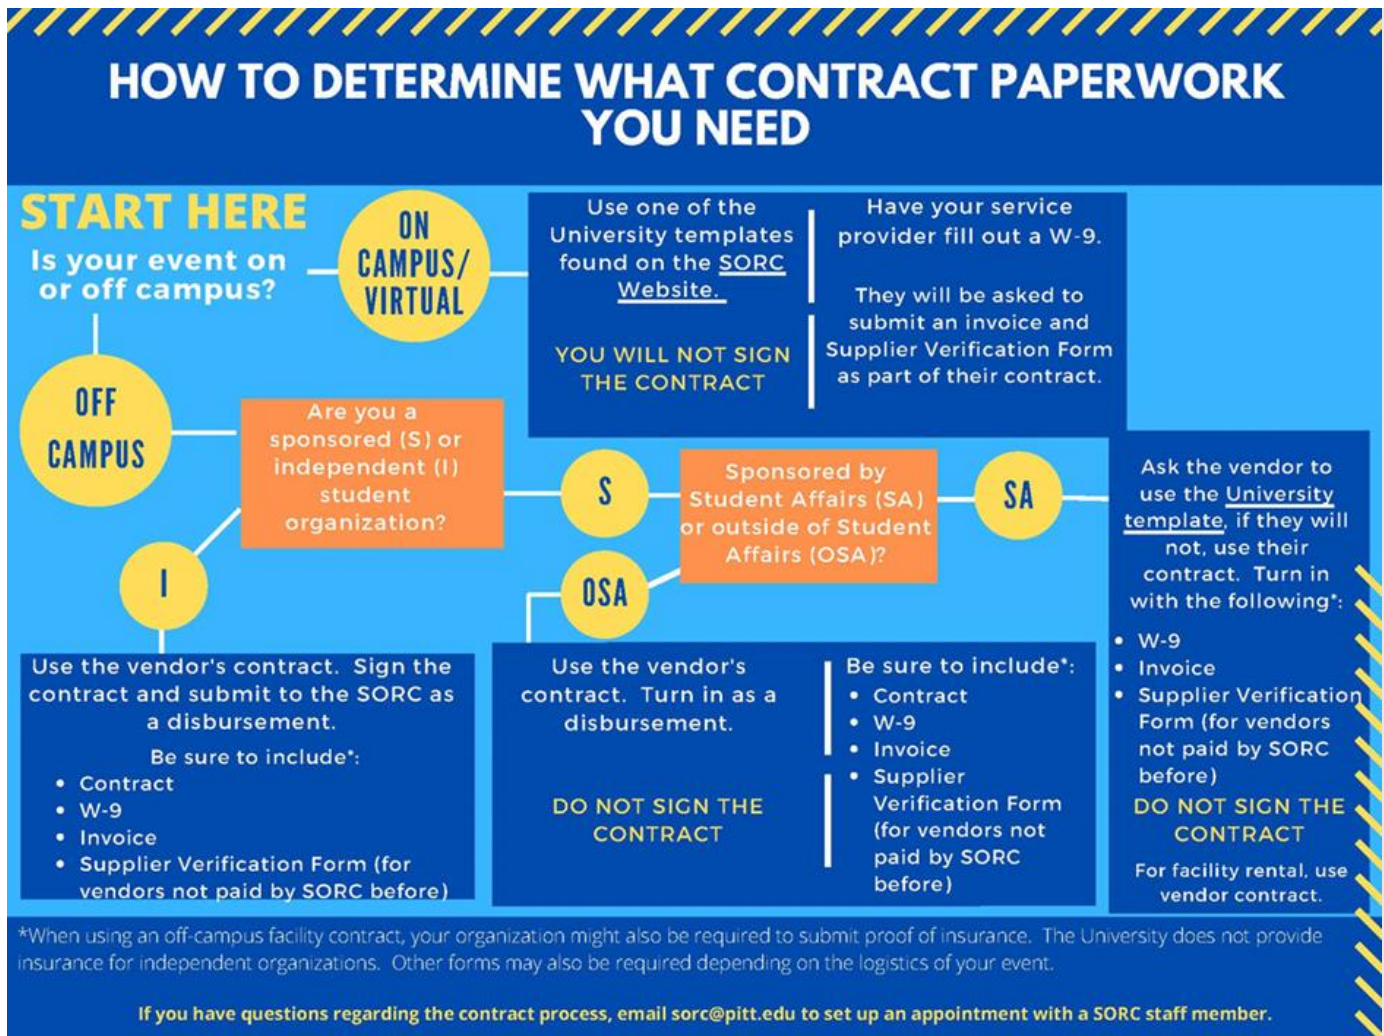 HOW TO DETERMINE WHAT CONTRACT PAPERWORK
YOU NEED
START HERE
Is your event on
or off campus?
ON
CAMPUS/
VIRTUAL
Use one of the
University templates
found on the SORC
Website.
YOU WILL NOT SIGN
THE CONTRACT
Have your service
provider fill out a W-9.
They will be asked to
submit an invoice and
Supplier Verification Form
as part of their contract.
OFF
CAMPUS
Are you a
sponsored (S) or
independent (I)
student
organization?
S
Sponsored by
Student Affairs (SA)
or outside of Student
Affairs (OSA)?
SA
Ask the vendor to
use the University
template, if they will
not, use their
contract. Turn in
with the following*:
• W-9
• Invoice
• Supplier Verification
Form (for vendors
not paid by SORC
before)
DO NOT SIGN THE
CONTRACT
For facility rental, use
vendor contract.
I
OSA
Use the vendor's contract. Sign the
contract and submit to the SORC as
a disbursement.
Be sure to include*:
• Contract
• W-9
• Invoice
• Supplier Verification Form (for
vendors not paid by SORC before)
Use the vendor's
contract. Turn in as a
disbursement.
DO NOT SIGN THE
CONTRACT
Be sure to include*:
• Contract
• W-9
• Invoice
• Supplier
Verification Form
(for vendors not
paid by SORC
before)
*When using an off-campus facility contract, your organization might also be required to submit proof of insurance. The University does not provide
insurance for independent organizations. Other forms may also be required depending on the logistics of your event.
If you have questions regarding the contract process, email sorc@pitt.edu to set up an appointment with a SORC staff member.